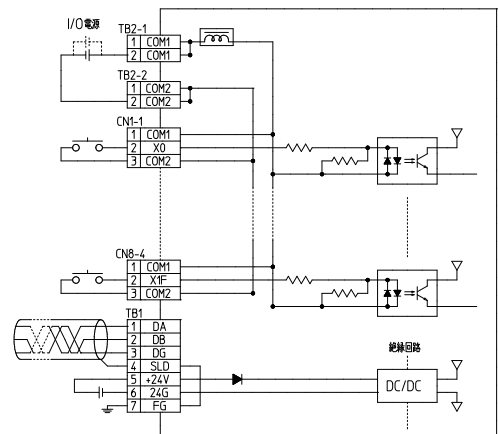 I/O電源
TB2-1
1 COM1
2 COM1
TB2-2
1 COM2
2 COM2
CN1-1
1 COM1
2 X0
3 COM2
CN8-4
1 COM1
2 X1F
3 COM2
TB1
1 DA
2 DB
3 DG
4 SLD
5 +24V
6 24G
7 FG
絶縁回路
DC/DC